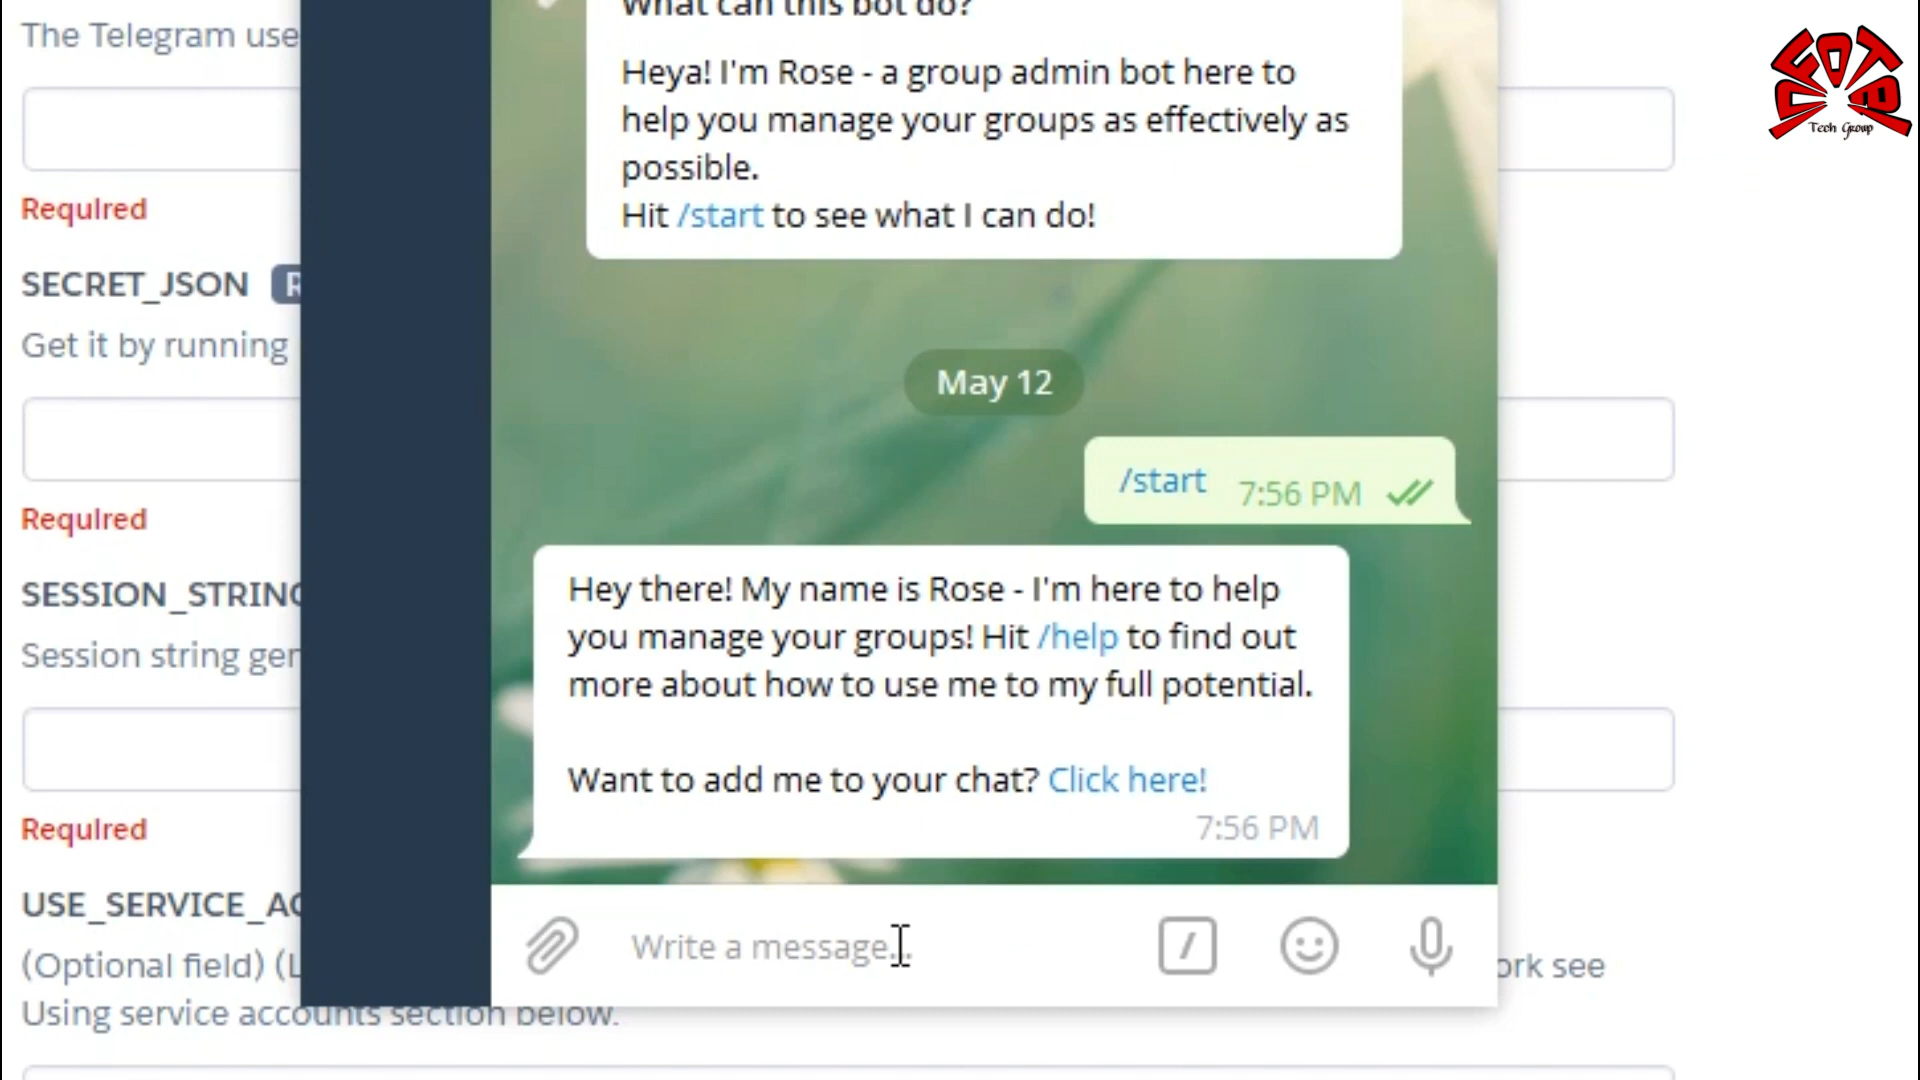 The Telegram use
Required
SECRET_JSON R
Get it by running
Required
SESSION_STRING
Session string ger
Required
USE_SERVICE_AC
(Optional field) (L
ork see
Using service accounts section below.
What can this bot do?
Heya! I'm Rose - a group admin bot here to
help you manage your groups as effectively as
possible.
Hit /start to see what I can do!
May 12
/start 7:56 PM
Hey there! My name is Rose - I'm here to help
you manage your groups! Hit /help to find out
more about how to use me to my full potential.
Want to add me to your chat? Click here!
7:56 PM
Write a message...
/
Tech Group